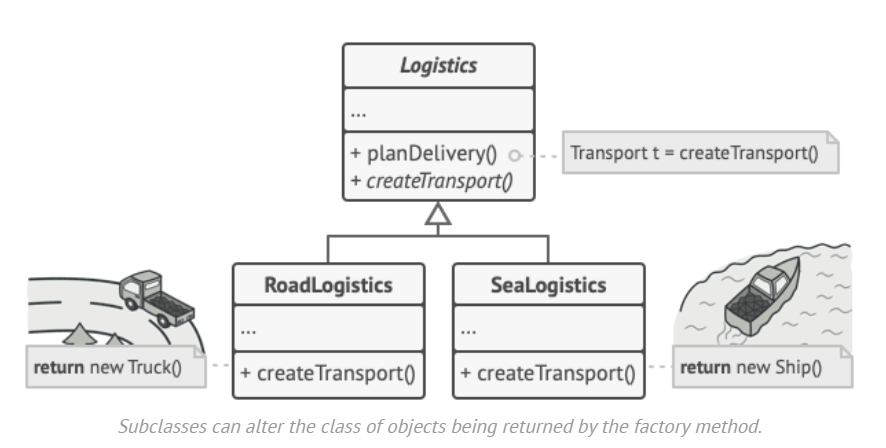 Logistics
...
+ planDelivery()
+ createTransport()
Transport t = createTransport()
RoadLogistics
...
+ createTransport()
SeaLogistics
...
+ createTransport()
return new Truck()
return new Ship()
Subclasses can alter the class of objects being returned by the factory method.